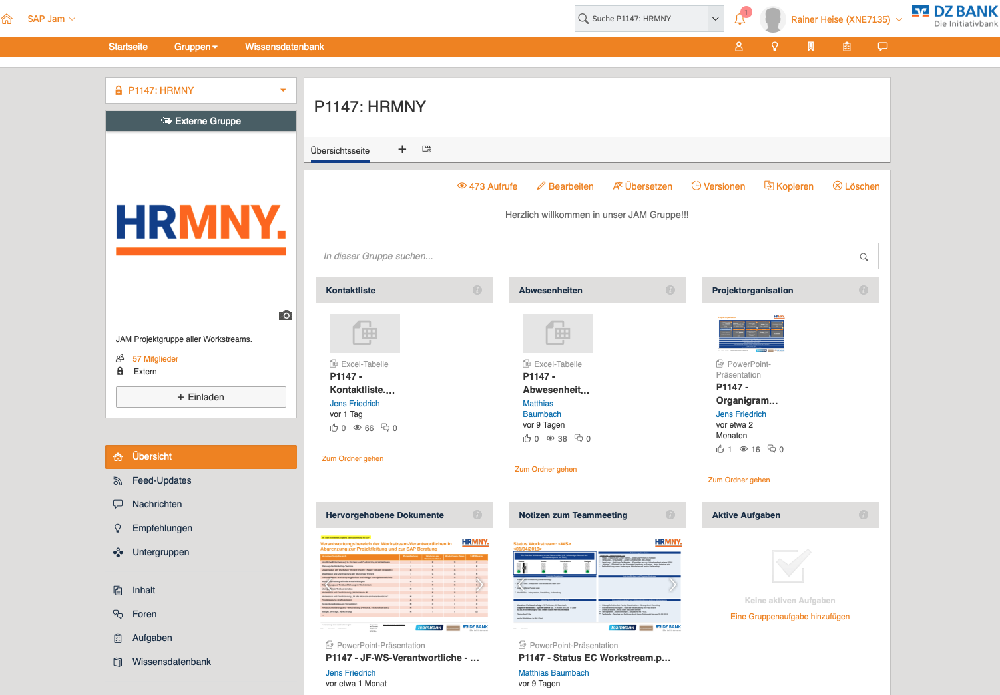 SAP Jam
Suche P1147: HRMNY
1
Rainer Heise (XNE7135)
DZ BANK
Die Initiativbank
Startseite
Gruppen
Wissensdatenbank
P1147: HRMNY
Externe Gruppe
HRMNY.
JAM Projektgruppe aller Workstreams.
57 Mitglieder
Extern
+ Einladen
Übersicht
Feed-Updates
Nachrichten
Empfehlungen
Untergruppen
Inhalt
Foren
Aufgaben
Wissensdatenbank
P1147: HRMNY
Übersichtsseite
473 Aufrufe
Bearbeiten
Übersetzen
Versionen
Kopieren
Löschen
Herzlich willkommen in unser JAM Gruppe!!!
In dieser Gruppe suchen...
Kontaktliste
Excel-Tabelle
P1147 -
Kontaktliste....
Jens Friedrich
vor 1 Tag
0 66 0
Zum Ordner gehen
Abwesenheiten
Excel-Tabelle
P1147 -
Abwesenheit...
Matthias
Baumbach
vor 9 Tagen
0 38 0
Zum Ordner gehen
Projektorganisation
HRMNY.
PowerPoint-
Präsentation
P1147 -
Organigram...
Jens Friedrich
vor etwa 2
Monaten
1 16 0
Zum Ordner gehen
Hervorgehobene Dokumente
Verantwortungsbereich der Workstream-Verantwortlichen in
Abgrenzung zur Projektleitung und zur SAP Beratung
HRMNY.
TeamBank
DZ BANK
PowerPoint-Präsentation
P1147 - JF-WS-Verantwortliche - ...
Jens Friedrich
vor etwa 1 Monat
Notizen zum Teammeeting
Status Workstream: <WS>
<01/04/2019>
HRMNY.
TeamBank
DZ BANK
PowerPoint-Präsentation
P1147 - Status EC Workstream.p...
Matthias Baumbach
vor 9 Tagen
Aktive Aufgaben
Keine aktiven Aufgaben
Eine Gruppenaufgabe hinzufügen